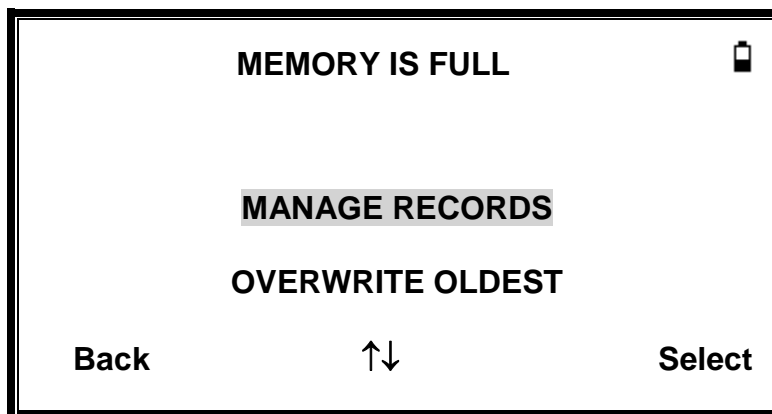 MEMORY IS FULL
MANAGE RECORDS
OVERWRITE OLDEST
Back ↑↓ Select